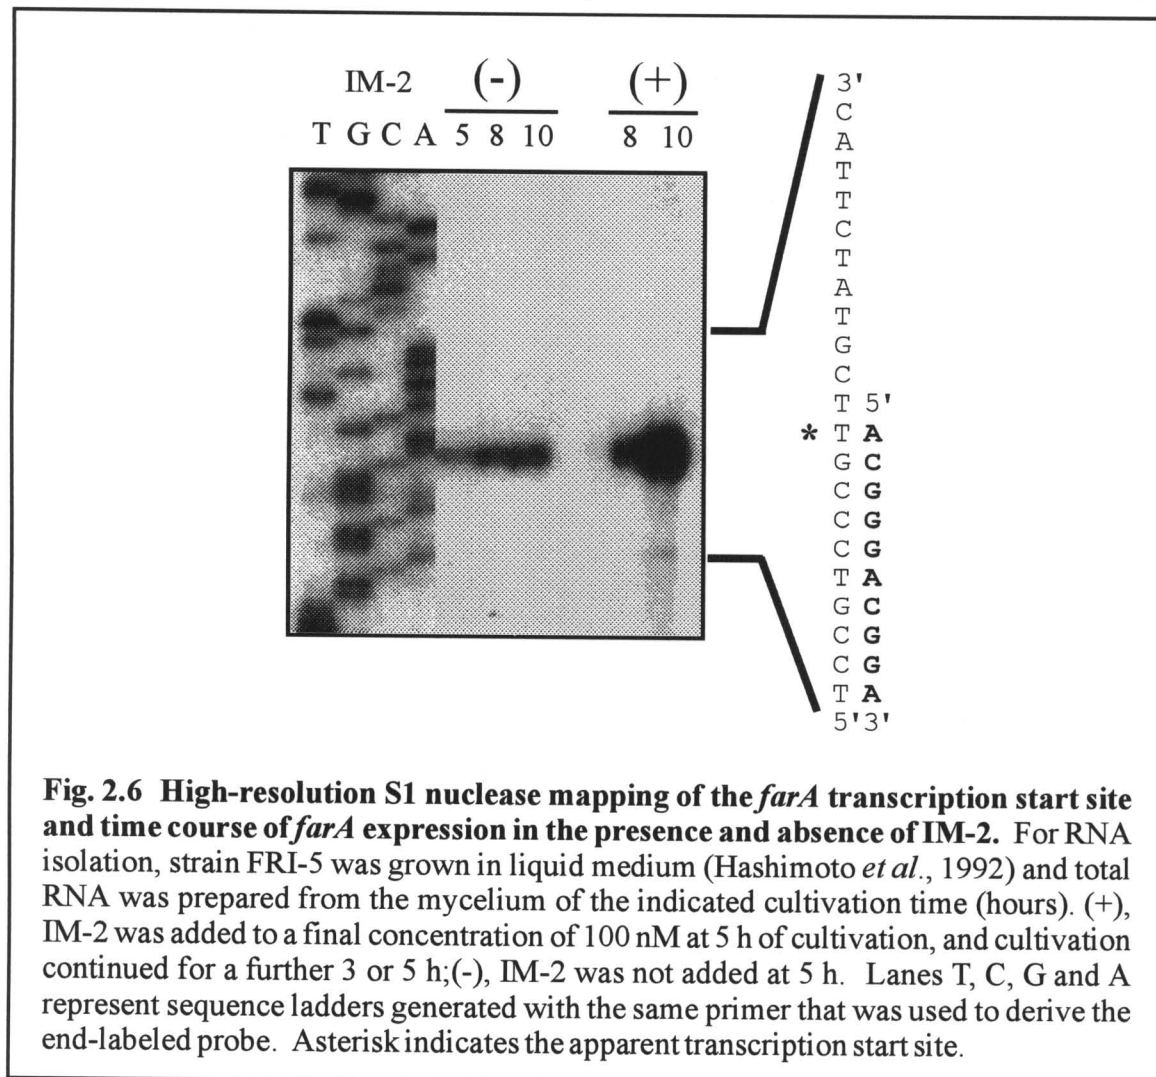 IM-2 (-) (+)
T G C A 5 8 10 8 10
3'
C
A
T
T
C
T
A
T
G
C
T 5'
* T A
G C
C G
C G
C G
T A
G C
C G
C G
T A
5'3'
Fig. 2.6 High-resolution S1 nuclease mapping of the farA transcription start site
and time course of farA expression in the presence and absence of IM-2. For RNA
isolation, strain FRI-5 was grown in liquid medium (Hashimoto et al., 1992) and total
RNA was prepared from the mycelium of the indicated cultivation time (hours). (+),
IM-2 was added to a final concentration of 100 nM at 5 h of cultivation, and cultivation
continued for a further 3 or 5 h;(-), IM-2 was not added at 5 h. Lanes T, C, G and A
represent sequence ladders generated with the same primer that was used to derive the
end-labeled probe. Asterisk indicates the apparent transcription start site.